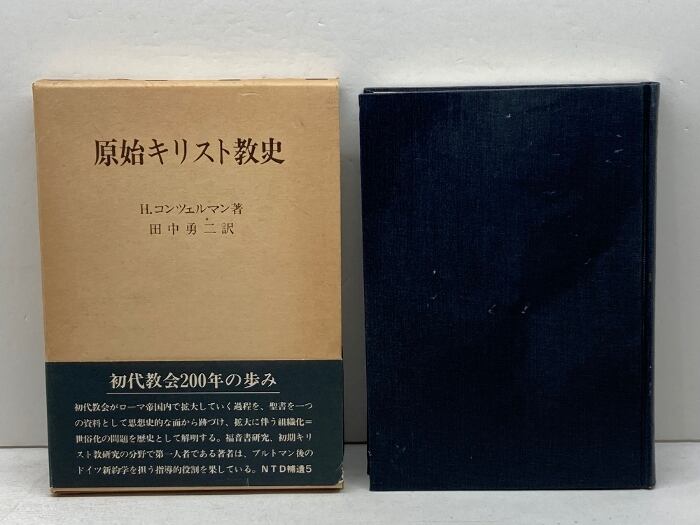 原始キリスト教史
H.コンツェルマン著
田中勇二訳
初代教会200年の歩み
初代教会がローマ帝国内で拡大していく過程を、聖書を一つ
の資料として思想史的な面から跡づけ、拡大に伴う組織化＝
世俗化の問題を歴史として解明する。福音書研究、初期キリ
スト教研究の分野で第一人者である著者は、ブルトマン後の
ドイツ新約学を担う指導的役割を果している。NTD補遺5